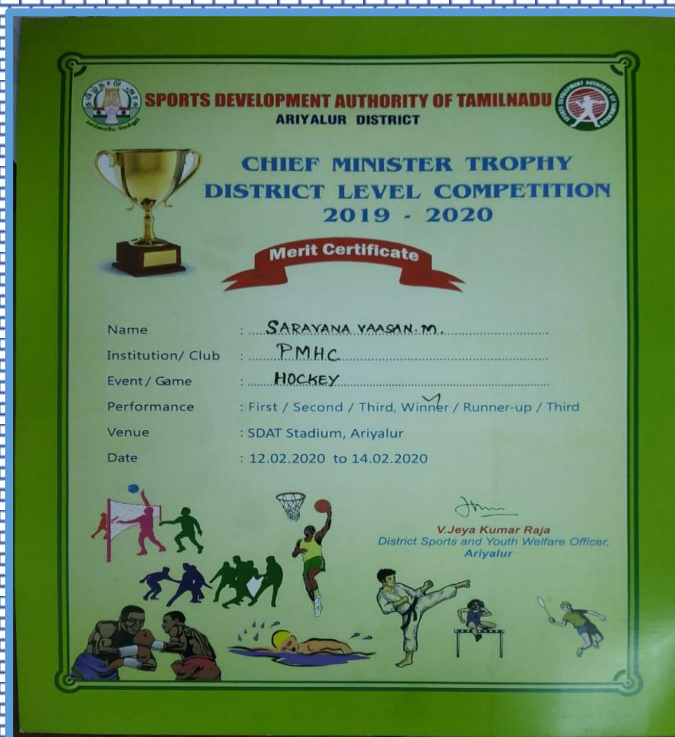 SPORTS DEVELOPMENT AUTHORITY OF TAMILNADU
ARIYALUR DISTRICT
CHIEF MINISTER TROPHY
DISTRICT LEVEL COMPETITION
2019 - 2020
Merit Certificate
Name : SARAVANA VAASAN. M.
Institution/ Club : PMHC
Event / Game : HOCKEY
Performance : First / Second / Third, Winner / Runner-up / Third
Venue : SDAT Stadium, Ariyalur
Date : 12.02.2020 to 14.02.2020
V.Jeya Kumar Raja
District Sports and Youth Welfare Officer,
Ariyalur